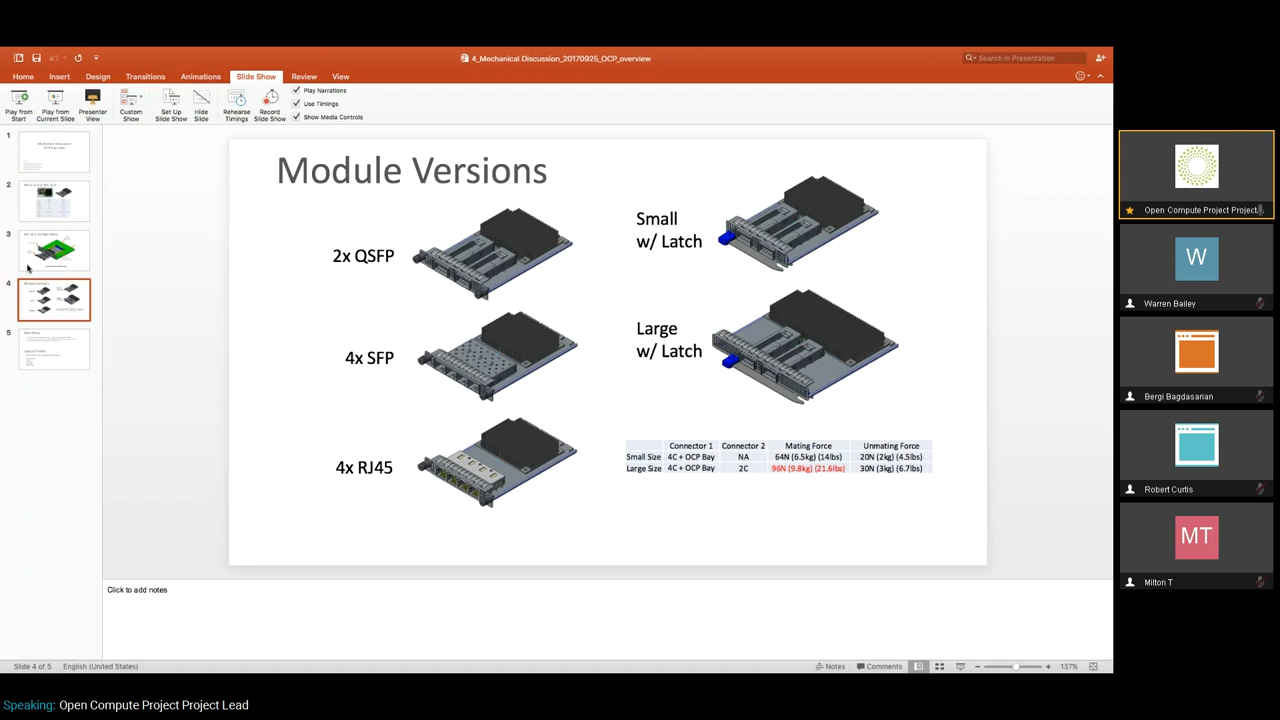 4_Mechanical Discussion_20170925_OCP_overview
Search in Presentation
Home Insert Design Transitions Animations Slide Show Review View
Play from Start
Play from Current Slide
Presenter View
Custom Show
Set Up Slide Show
Hide Slide
Rehearse Timings
Record Slide Show
Play Narrations
Use Timings
Show Media Controls
1
2
3
4
5
Module Versions
2x QSFP
4x SFP
4x RJ45
Small
w/ Latch
Large
w/ Latch
Connector 1 Connector 2 Mating Force Unmating Force
Small Size 4C + OCP Bay NA 64N (6.5kg) (14lbs) 20N (2kg) (4.5lbs)
Large Size 4C + OCP Bay 2C 96N (9.8kg) (21.6lbs) 30N (3kg) (6.7lbs)
Click to add notes
Slide 4 of 5 English (United States) Notes Comments 137%
Open Compute Project Project
W
Warren Bailey
Bergi Bagdasarian
Robert Curtis
MT
Milton T
Speaking: Open Compute Project Project Lead